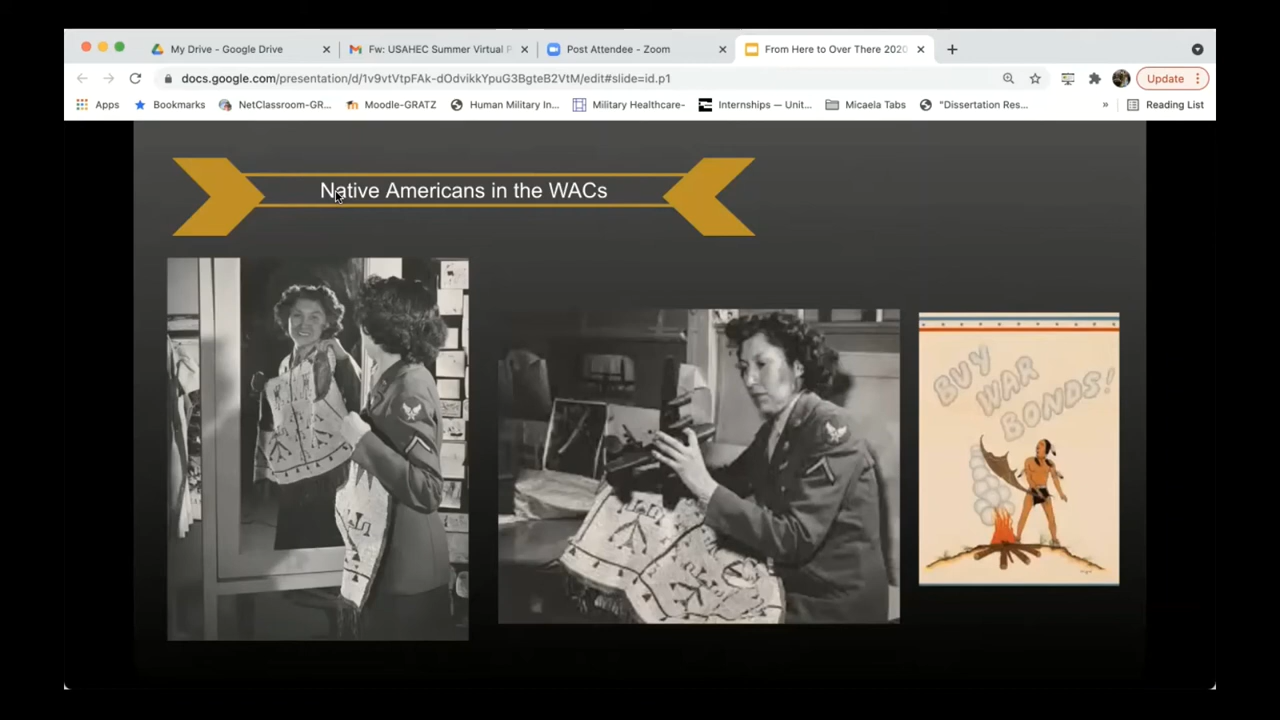 My Drive - Google Drive
Fw: USAHEC Summer Virtual P
Post Attendee - Zoom
From Here to Over There 2020
docs.google.com/presentation/d/1v9vtVtpFAk-dOdvikkYpuG3BgteB2VtM/edit#slide=id.p1
Update
Apps
Bookmarks
NetClassroom-GR...
Moodle-GRATZ
Human Military In...
Military Healthcare-
Internships — Unit...
Micaela Tabs
"Dissertation Res...
»
Reading List
Native Americans in the WACs
BUY
WAR
BONDS!